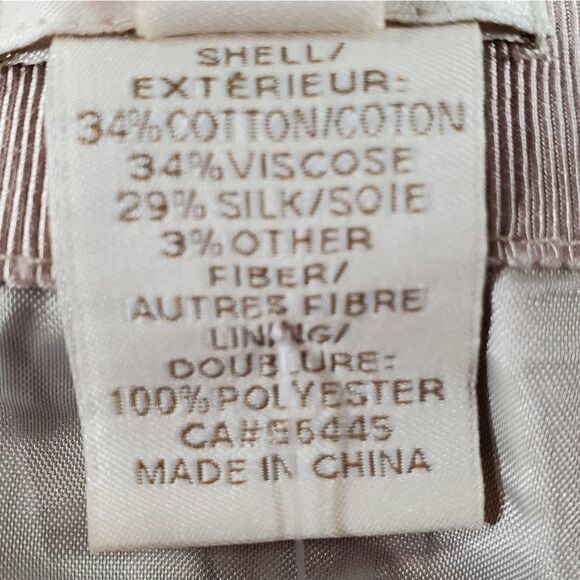 SHELL/
EXTÉRIEUR:
34% COTTON/COTON
34% VISCOSE
29% SILK/SOIE
3% OTHER
FIBER/
AUTRES FIBRE
LINING/
DOUBLURE:
100% POLYESTER
CA#56445
MADE IN CHINA